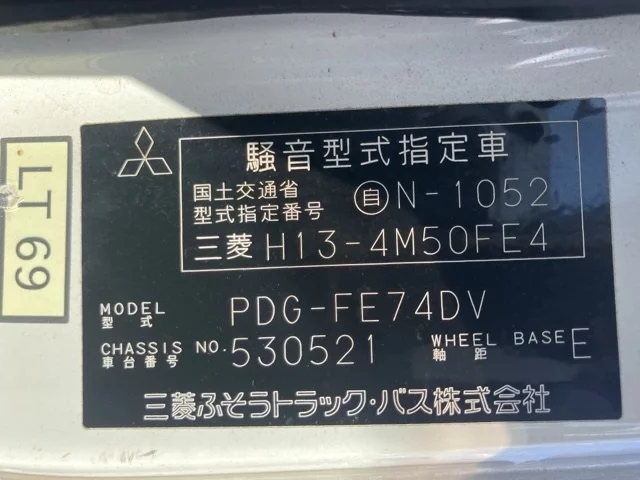 LT69
騒音型式指定車
国土交通省
型式指定番号 自N-1052
三菱 H13-4M50FE4
MODEL
型式 PDG-FE74DV
CHASSIS NO. 530521 WHEEL BASE E
車台番号 軸距
三菱ふそうトラック・バス株式会社